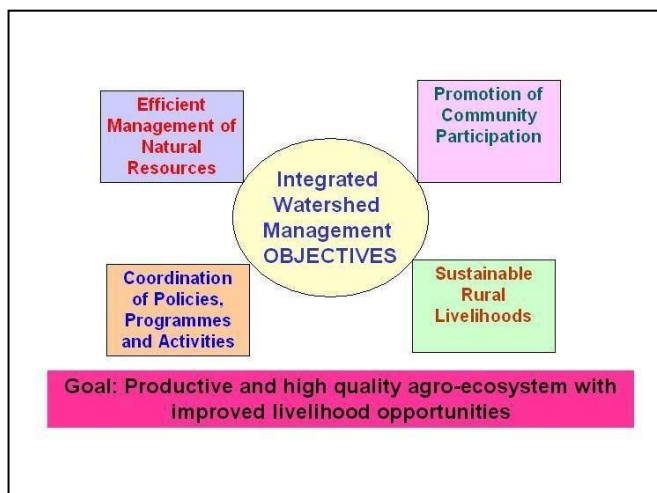 Efficient
Management of
Natural
Resources
Promotion of
Community
Participation
Integrated
Watershed
Management
OBJECTIVES
Coordination
of Policies,
Programmes
and Activities
Sustainable
Rural
Livelihoods
Goal: Productive and high quality agro-ecosystem with
improved livelihood opportunities